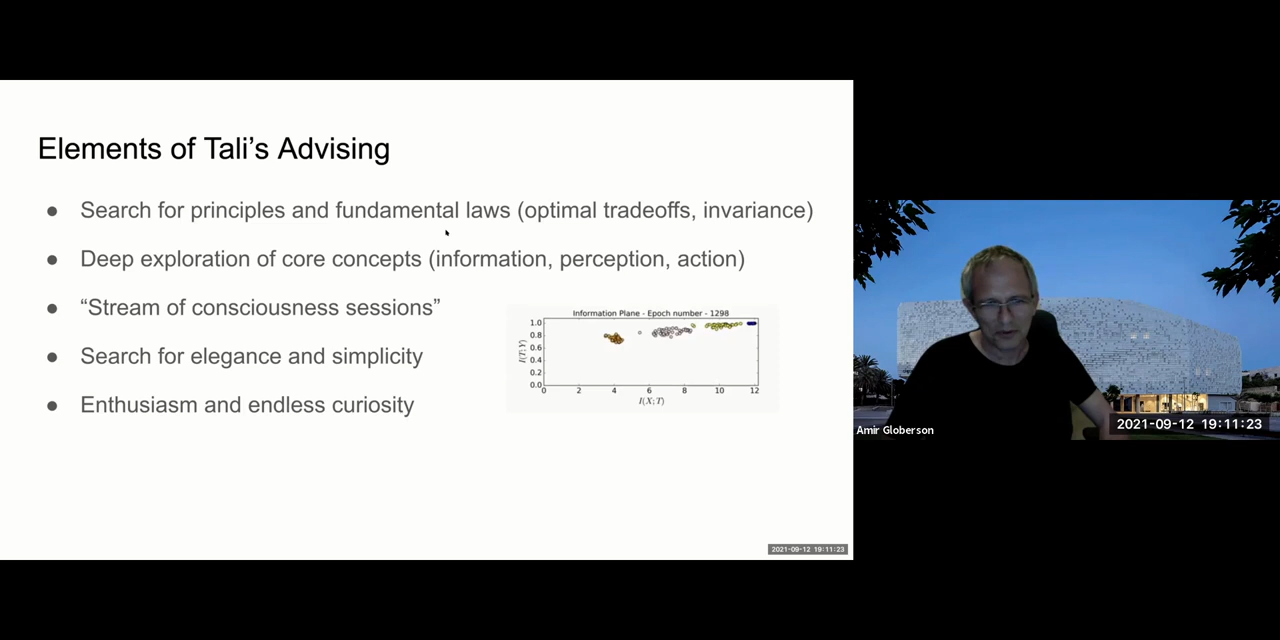 Elements of Tali's Advising
● Search for principles and fundamental laws (optimal tradeoffs, invariance)
● Deep exploration of core concepts (information, perception, action)
● “Stream of consciousness sessions”
● Search for elegance and simplicity
● Enthusiasm and endless curiosity
Information Plane - Epoch number - 1298
I(T;Y)
1.0
0.8
0.6
0.4
0.2
0.0
0 2 4 6 8 10 12
I(X;T)
2021-09-12 19:11:23
Amir Globerson
2021-09-12 19:11:23